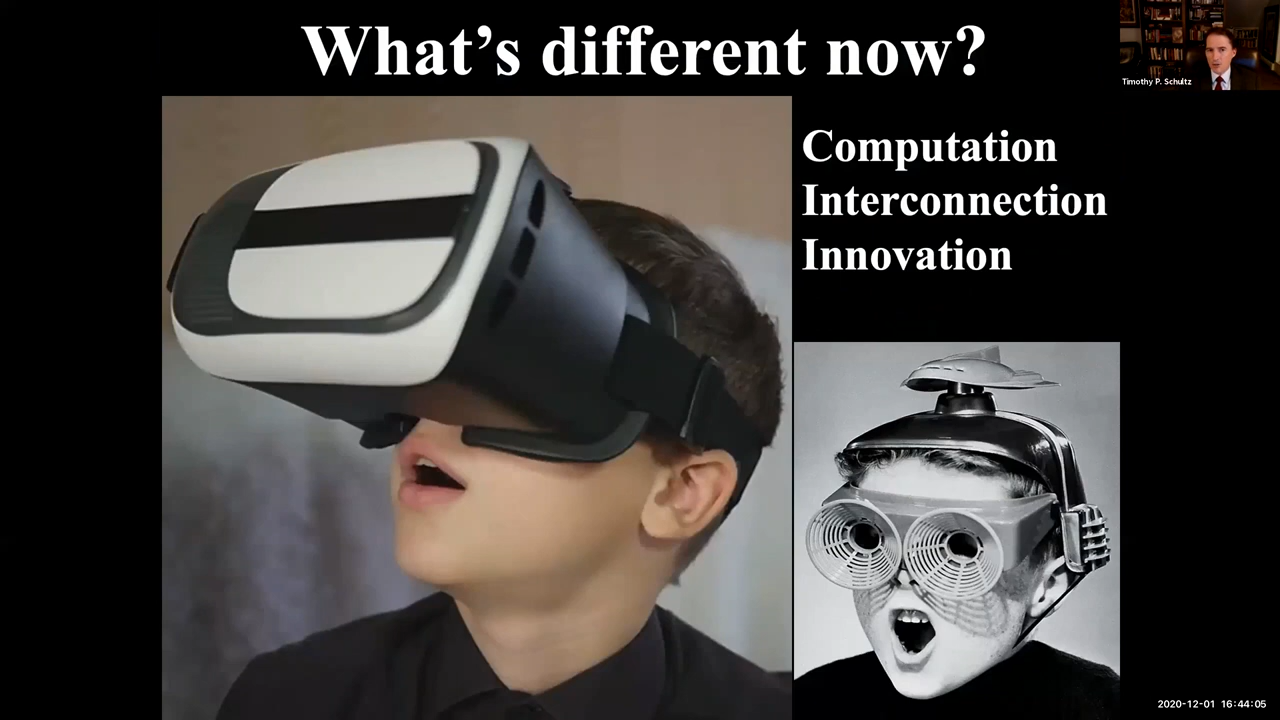 What's different now?
Timothy P. Schultz
Computation
Interconnection
Innovation
2020-12-01 16:44:05